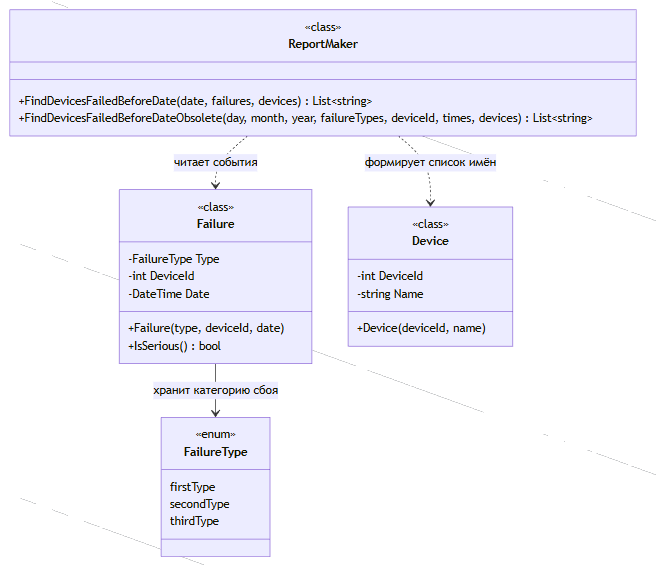 «class»
ReportMaker
+FindDevicesFailedBeforeDate(date, failures, devices) : List<string>
+FindDevicesFailedBeforeDateObsolete(day, month, year, failureTypes, deviceId, times, devices) : List<string>
читает события
формирует список имён
«class»
Failure
-FailureType Type
-int DeviceId
-DateTime Date
+Failure(type, deviceId, date)
+IsSerious() : bool
«class»
Device
-int DeviceId
-string Name
+Device(deviceId, name)
хранит категорию сбоя
«enum»
FailureType
firstType
secondType
thirdType